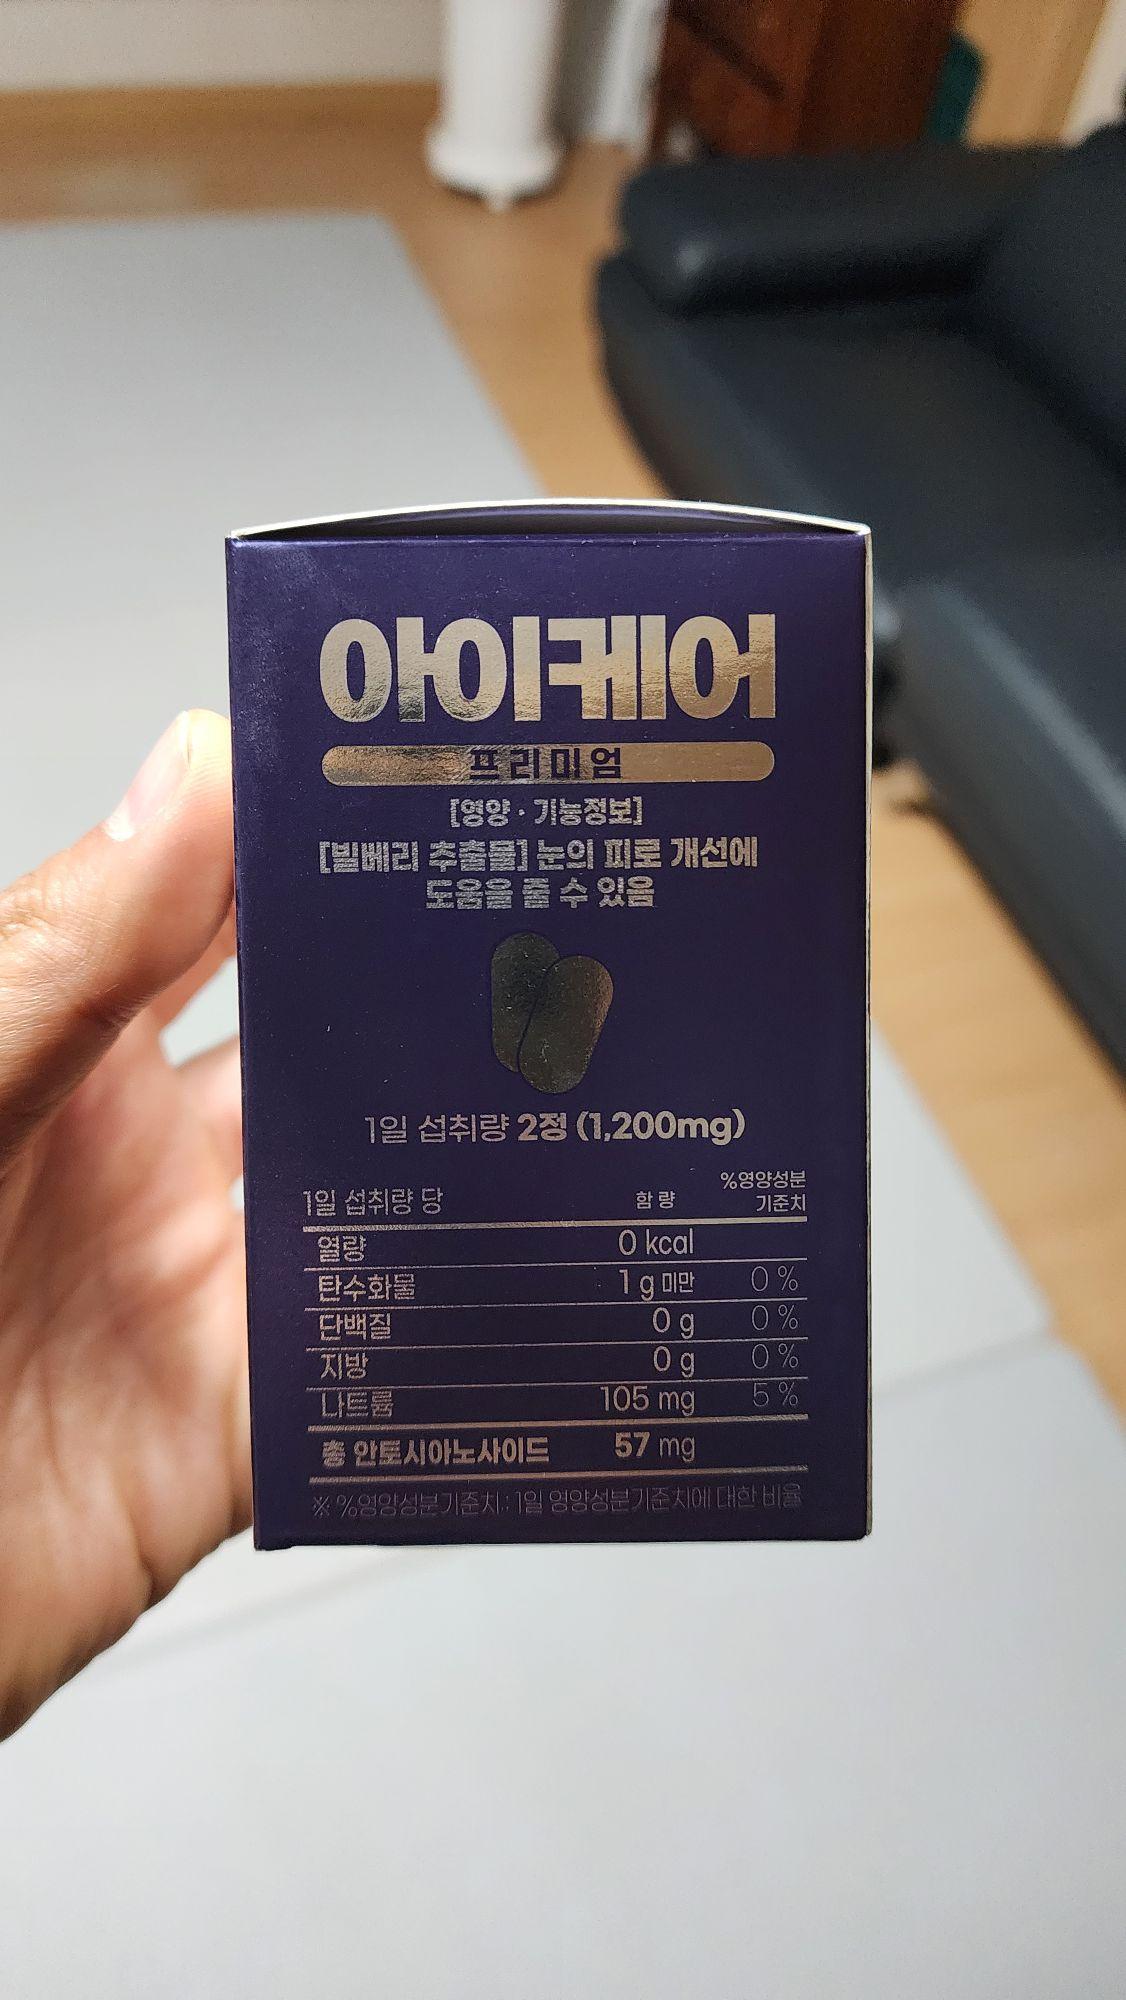 아이케어
프리미엄
[영양·기능정보]
[빌베리 추출물] 눈의 피로 개선에
도움을 줄 수 있음
1일 섭취량 2정 (1,200mg)
1일 섭취량 당 함량 %영양성분 기준치
열량 0 kcal
탄수화물 1 g 미만 0 %
단백질 0 g 0 %
지방 0 g 0 %
나트륨 105 mg 5 %
총 안토시아노사이드 57 mg
※ %영양성분기준치: 1일 영양성분기준치에 대한 비율